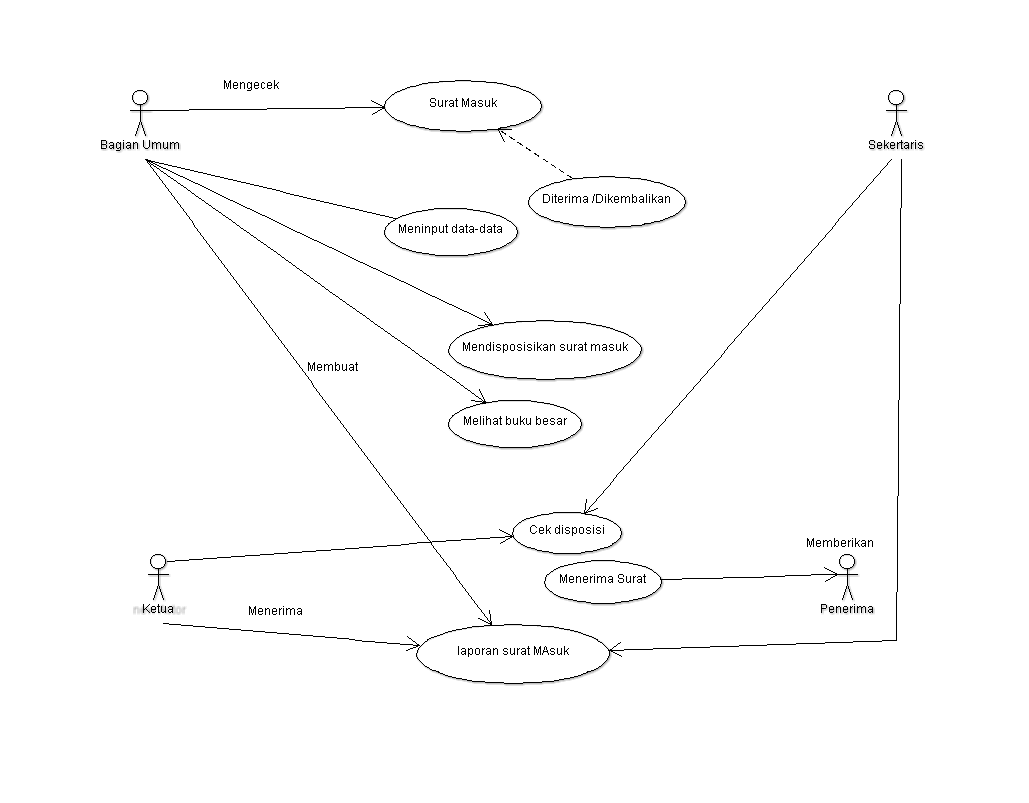 Mengecek
Surat Masuk
Bagian Umum
Sekertaris
Diterima /Dikembalikan
Meninput data-data
Mendisposisikan surat masuk
Membuat
Melihat buku besar
Cek disposisi
Memberikan
Menerima Surat
Ketua
Menerima
Penerima
laporan surat MAsuk